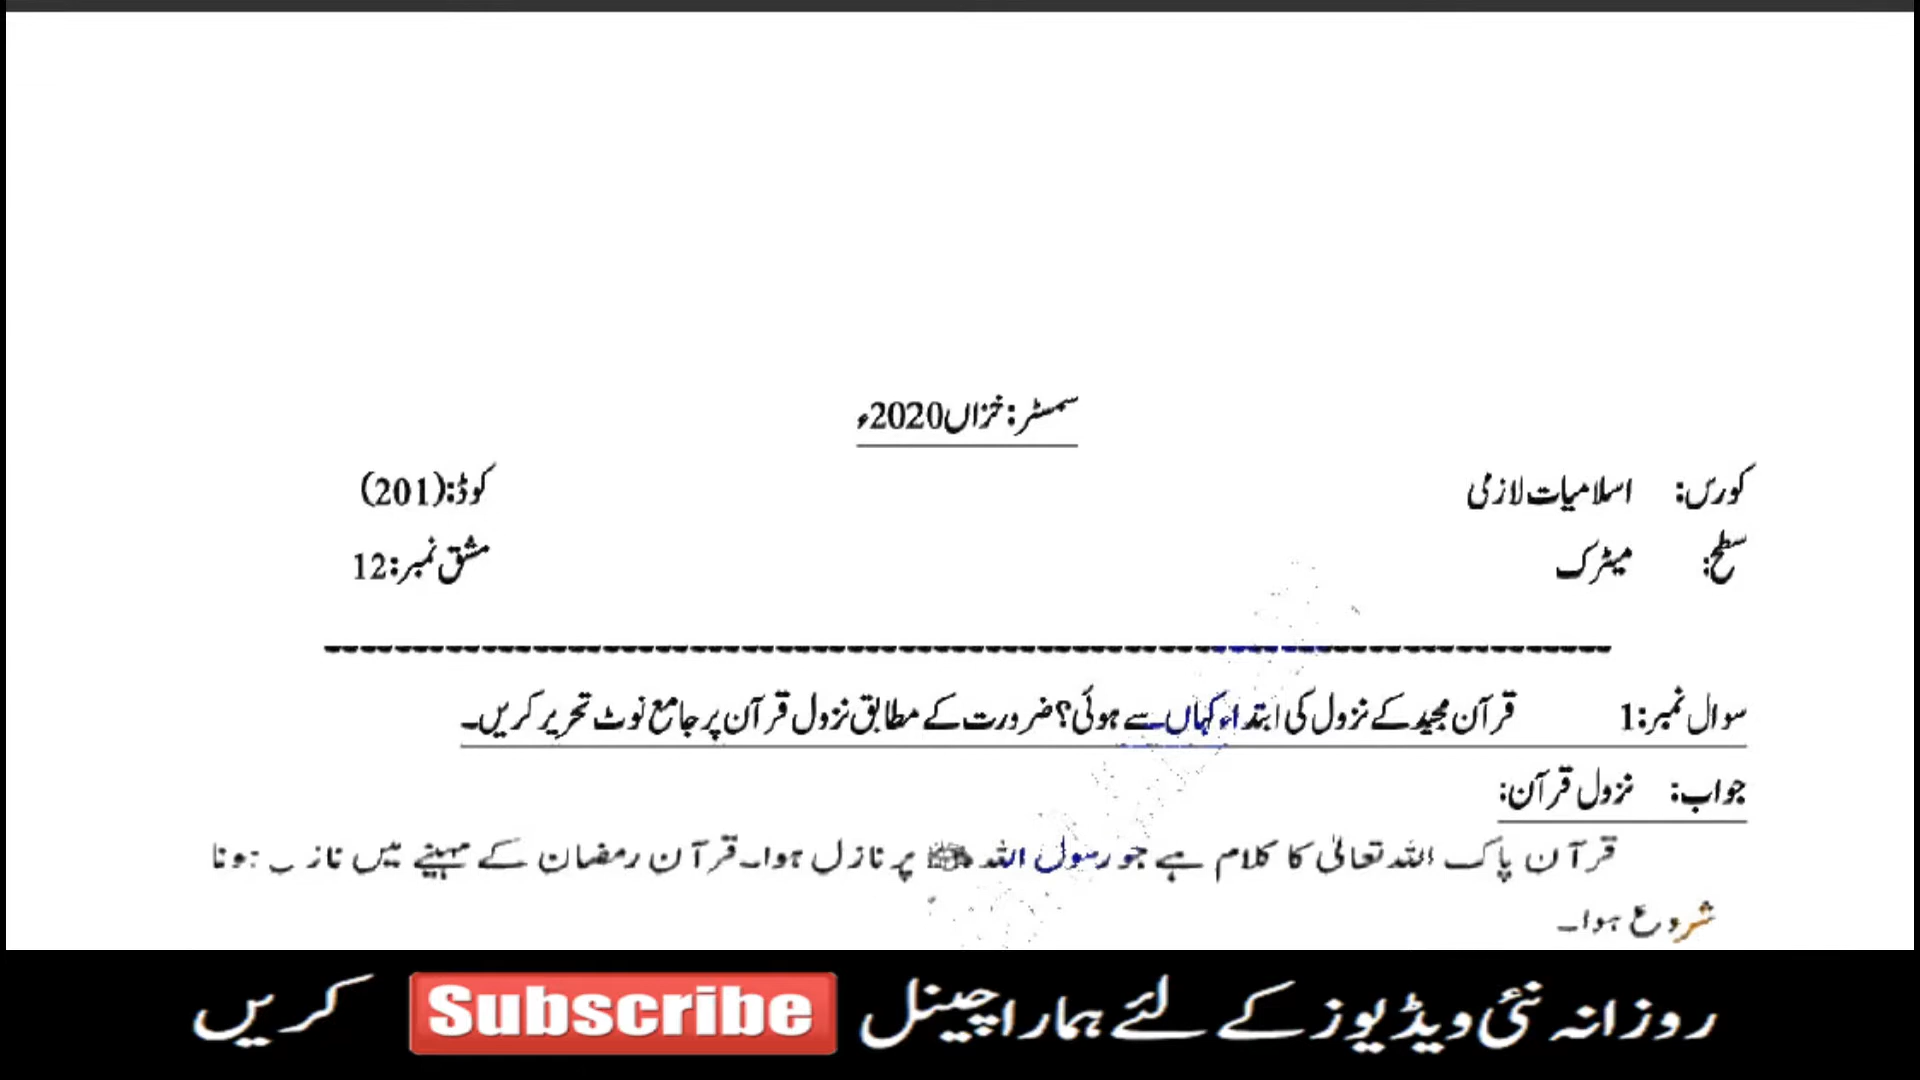 سمسٹر: خزاں 2020ء
کورس: اسلامیات لازمی کوڈ: (201)
سطح: میٹرک مشق نمبر: 12
سوال نمبر: 1 قرآن مجید کے نزول کی ابتداء کہاں سے ہوئی؟ ضرورت کے مطابق نزول قرآن پر جامع نوٹ تحریر کریں۔
جواب: نزول قرآن:
قرآن پاک اللہ تعالیٰ کا کلام ہے جو رسول اللہ ﷺ پر نازل ہوا۔ قرآن رمضان کے مہینے میں نازل ہونا
شروع ہوا۔
روزانہ نئی ویڈیوز کے لئے ہمارا چینل Subscribe کریں